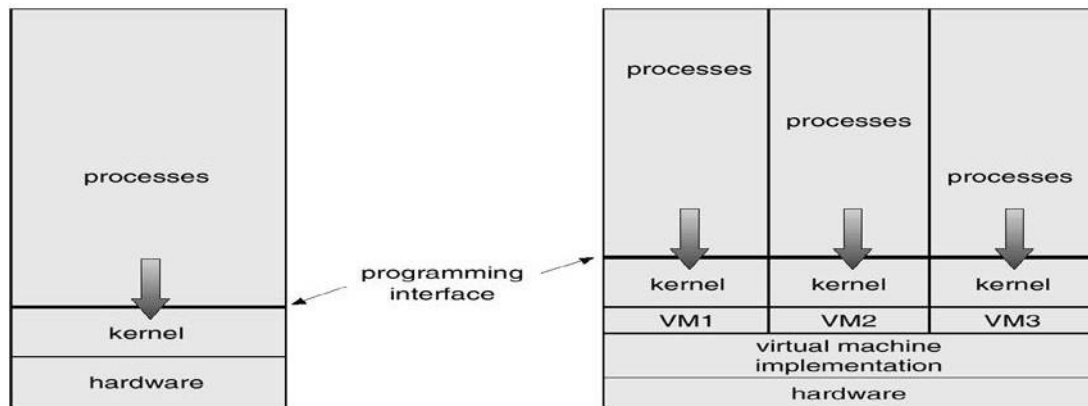 processes
kernel
hardware
programming
interface
processes
processes
processes
kernel kernel kernel
VM1 VM2 VM3
virtual machine
implementation
hardware